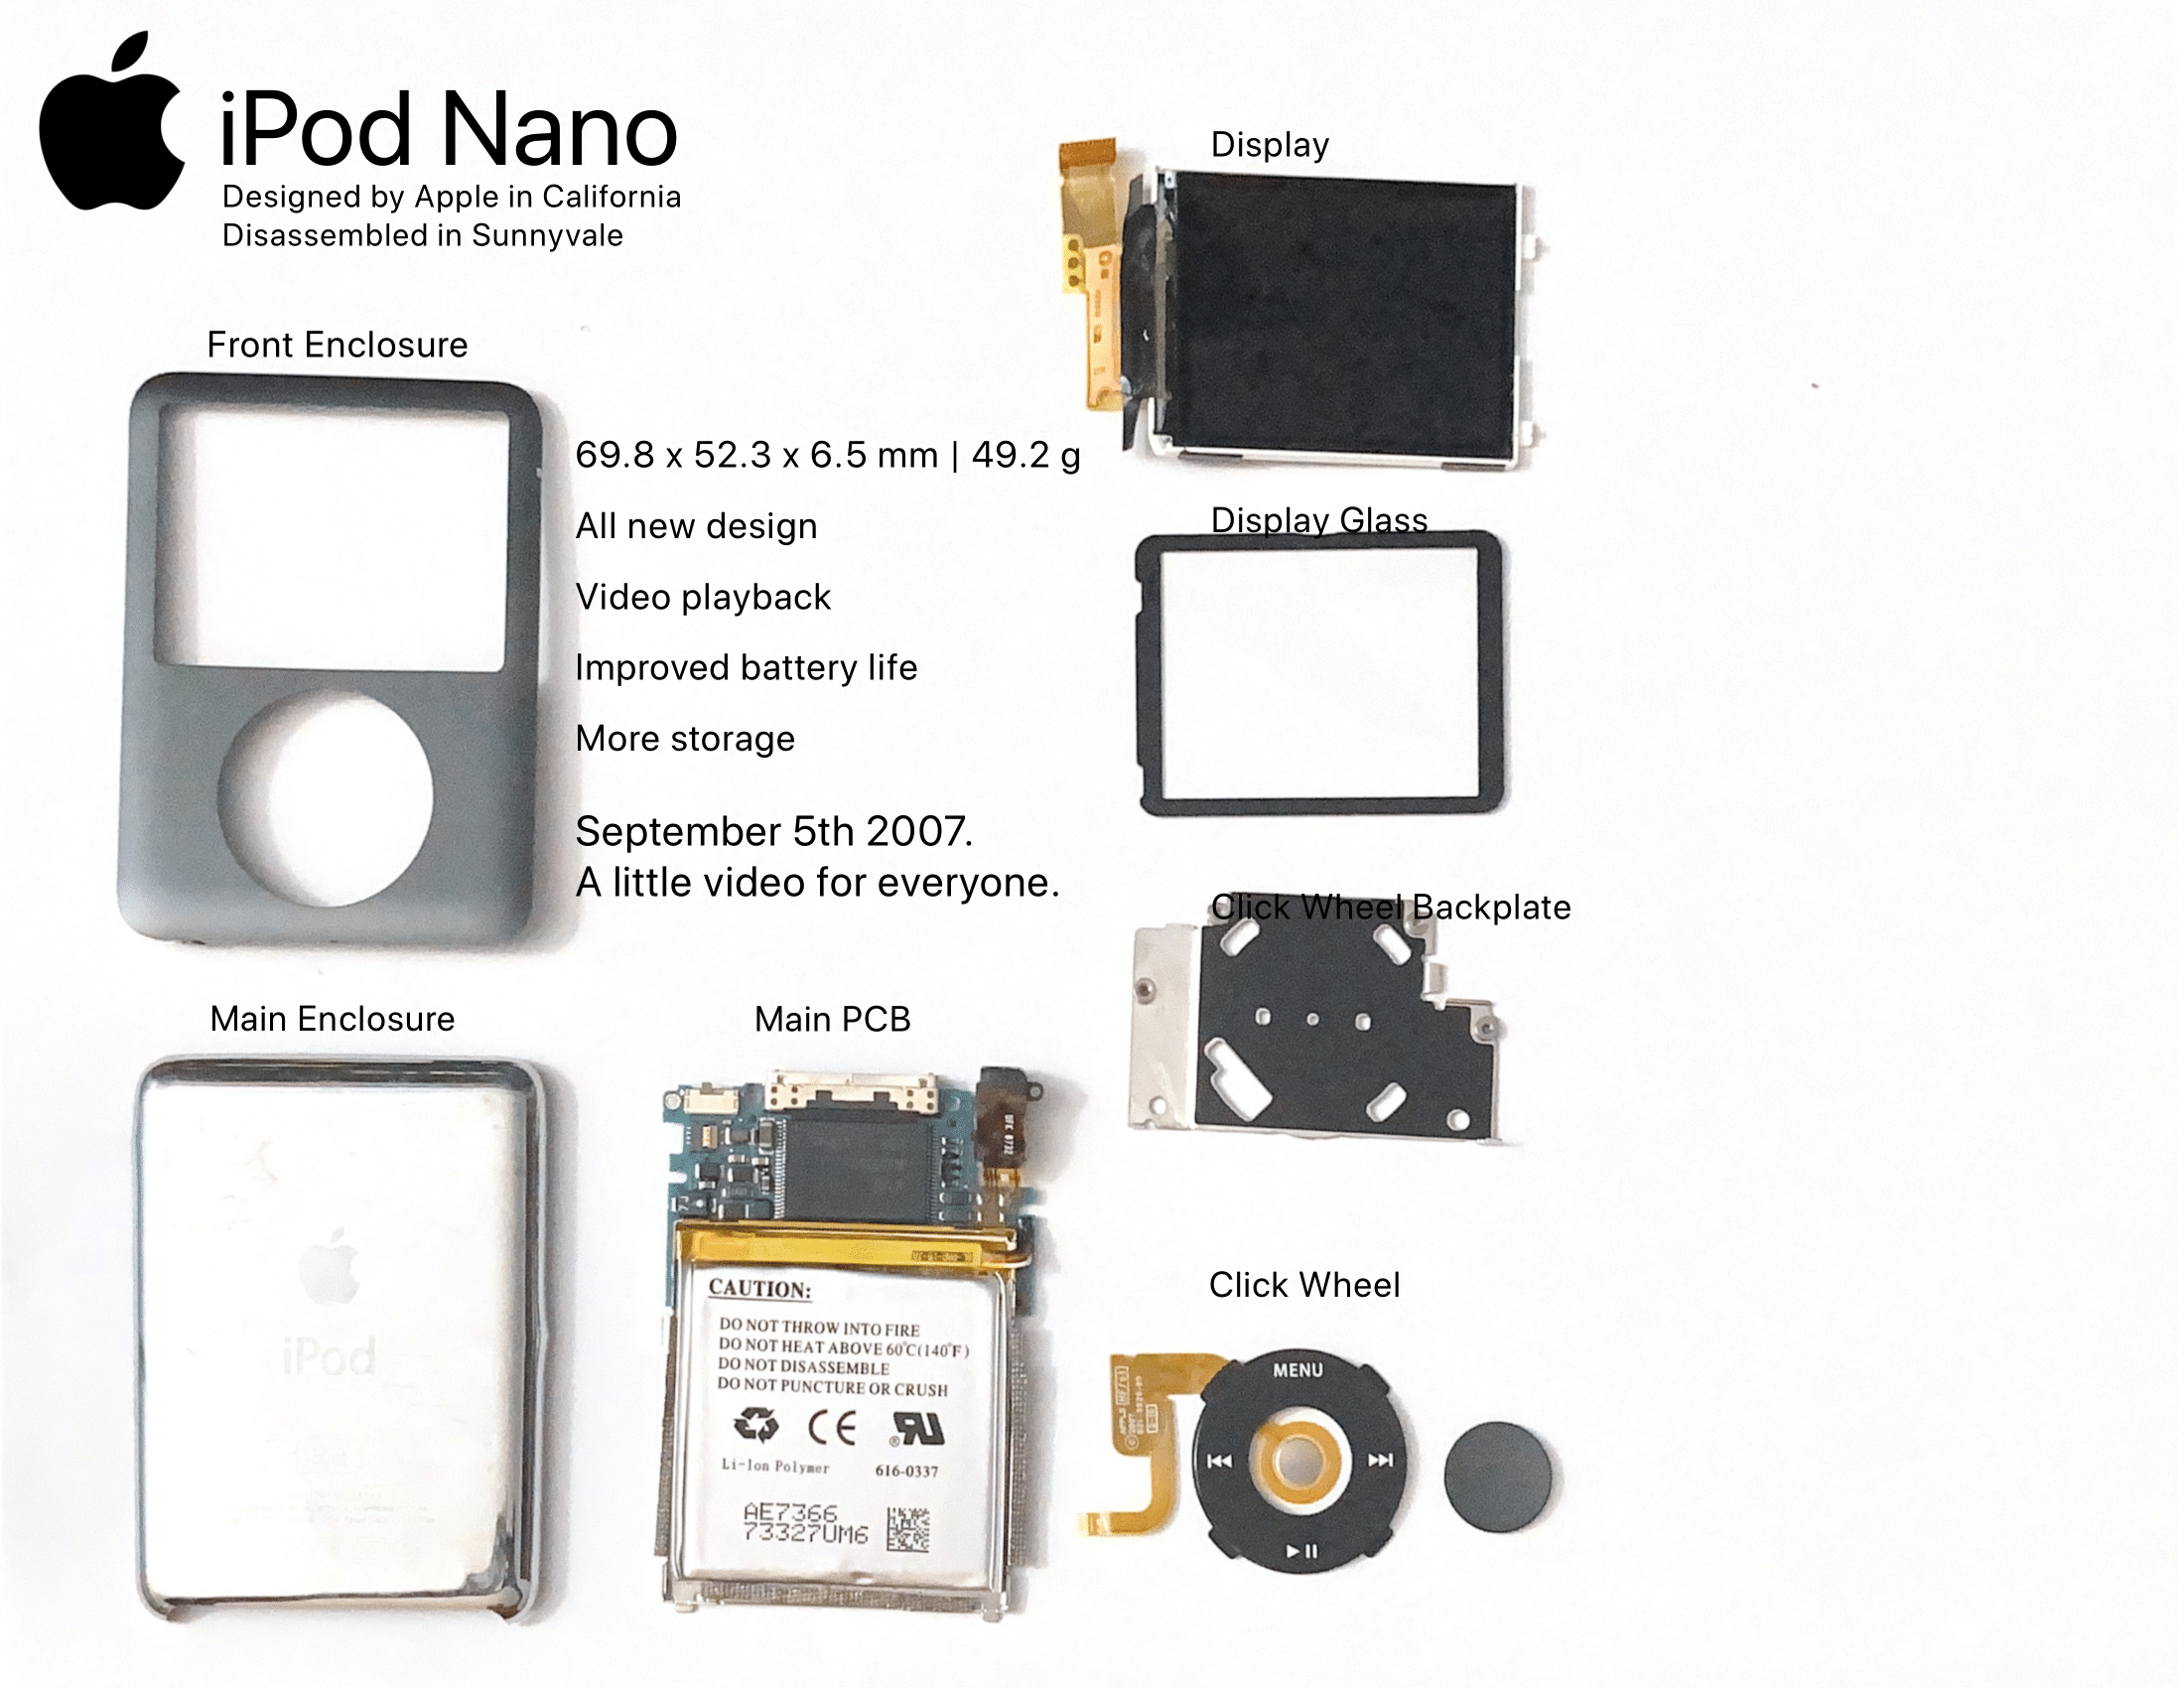 iPod Nano
Designed by Apple in California
Disassembled in Sunnyvale
Front Enclosure
69.8 x 52.3 x 6.5 mm | 49.2 g
All new design
Video playback
Improved battery life
More storage
September 5th 2007.
A little video for everyone.
Display
Display Glass
Click Wheel Backplate
Main Enclosure
iPod
Main PCB
CAUTION:
DO NOT THROW INTO FIRE
DO NOT HEAT ABOVE 60°C(140°F)
DO NOT DISASSEMBLE
DO NOT PUNCTURE OR CRUSH
CE
Li-Ion Polymer 616-0337
AE7366
73327UM6
Click Wheel
MENU